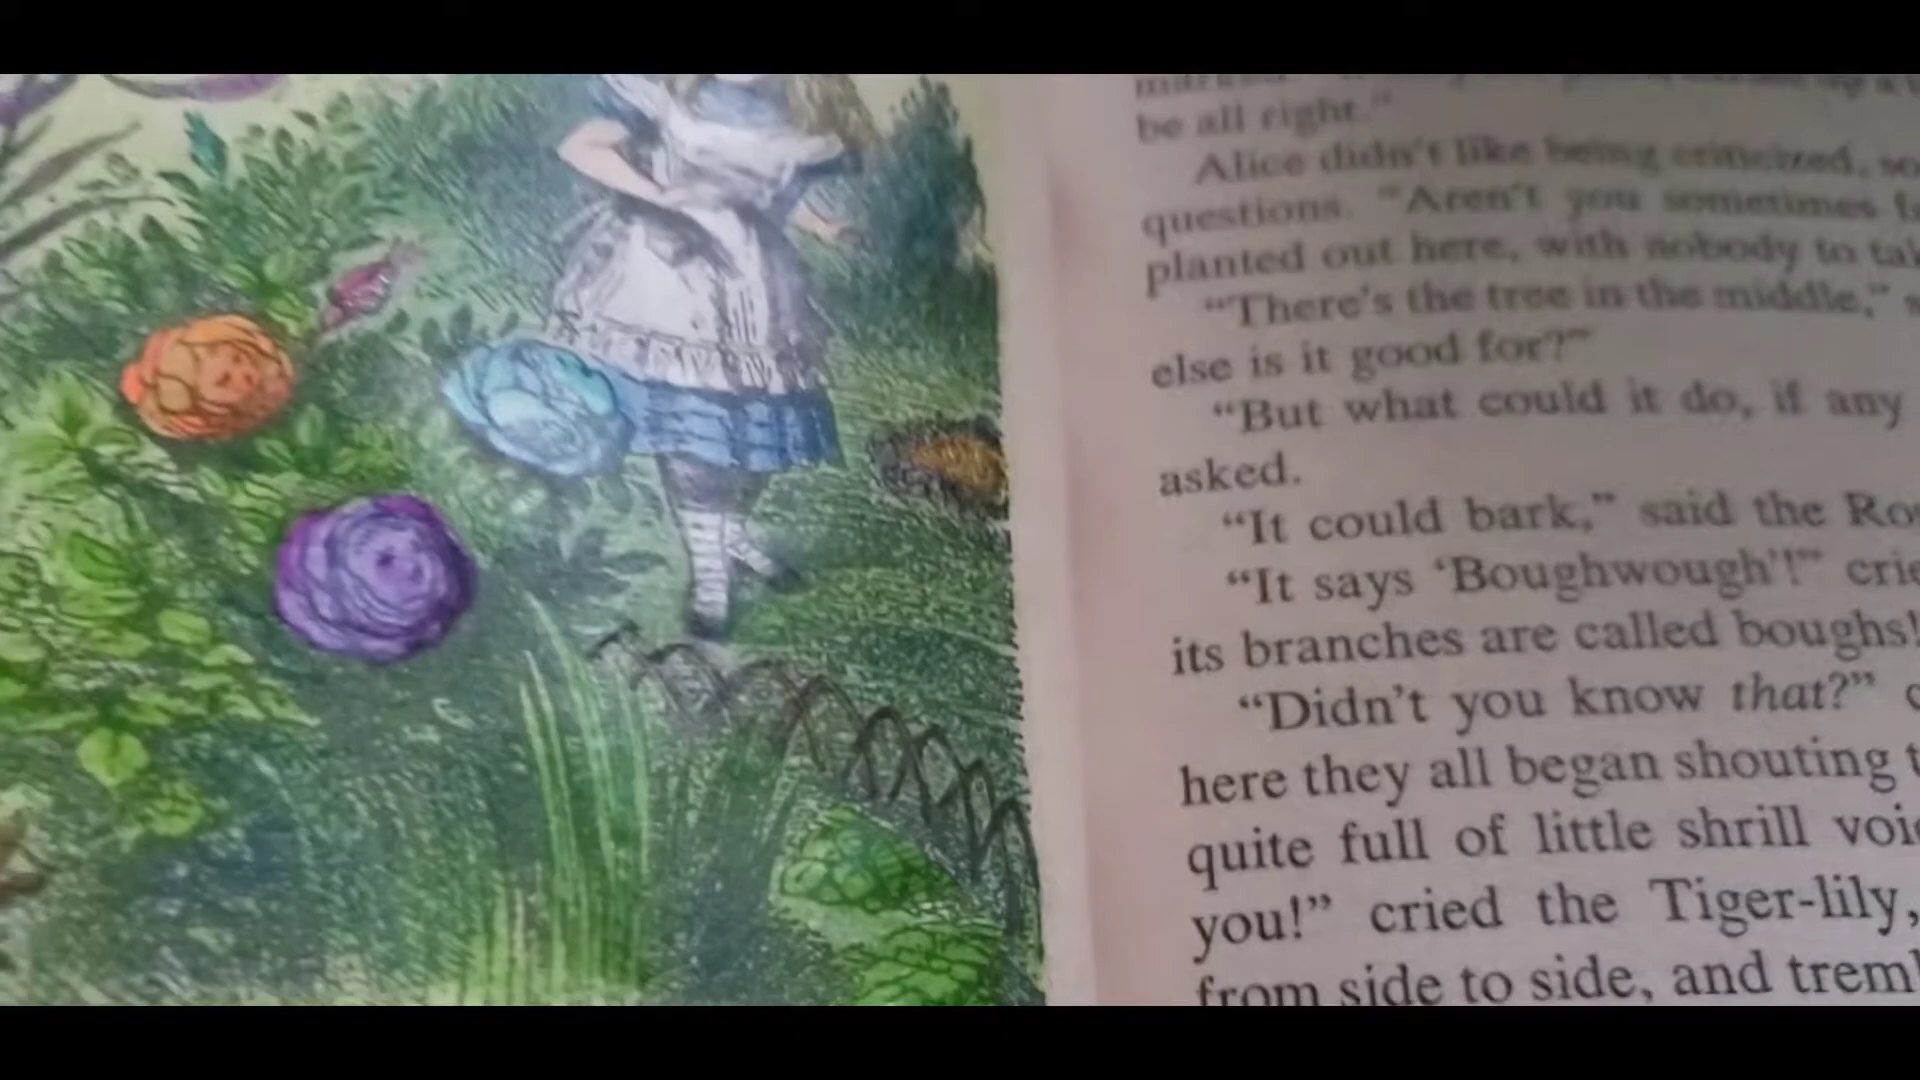 be all right."
Alice didn't like being criticized, so
questions. "Aren't you sometimes
planted out here, with nobody to
"There's the tree in the middle,"
else is it good for?"
"But what could it do, if any
asked.
"It could bark," said the
"It says 'Boughwough'!"
its branches are called boughs!
"Didn't you know that?"
here they all began shouting
quite full of little shrill
you!" cried the Tiger-lily,
from side to side, and